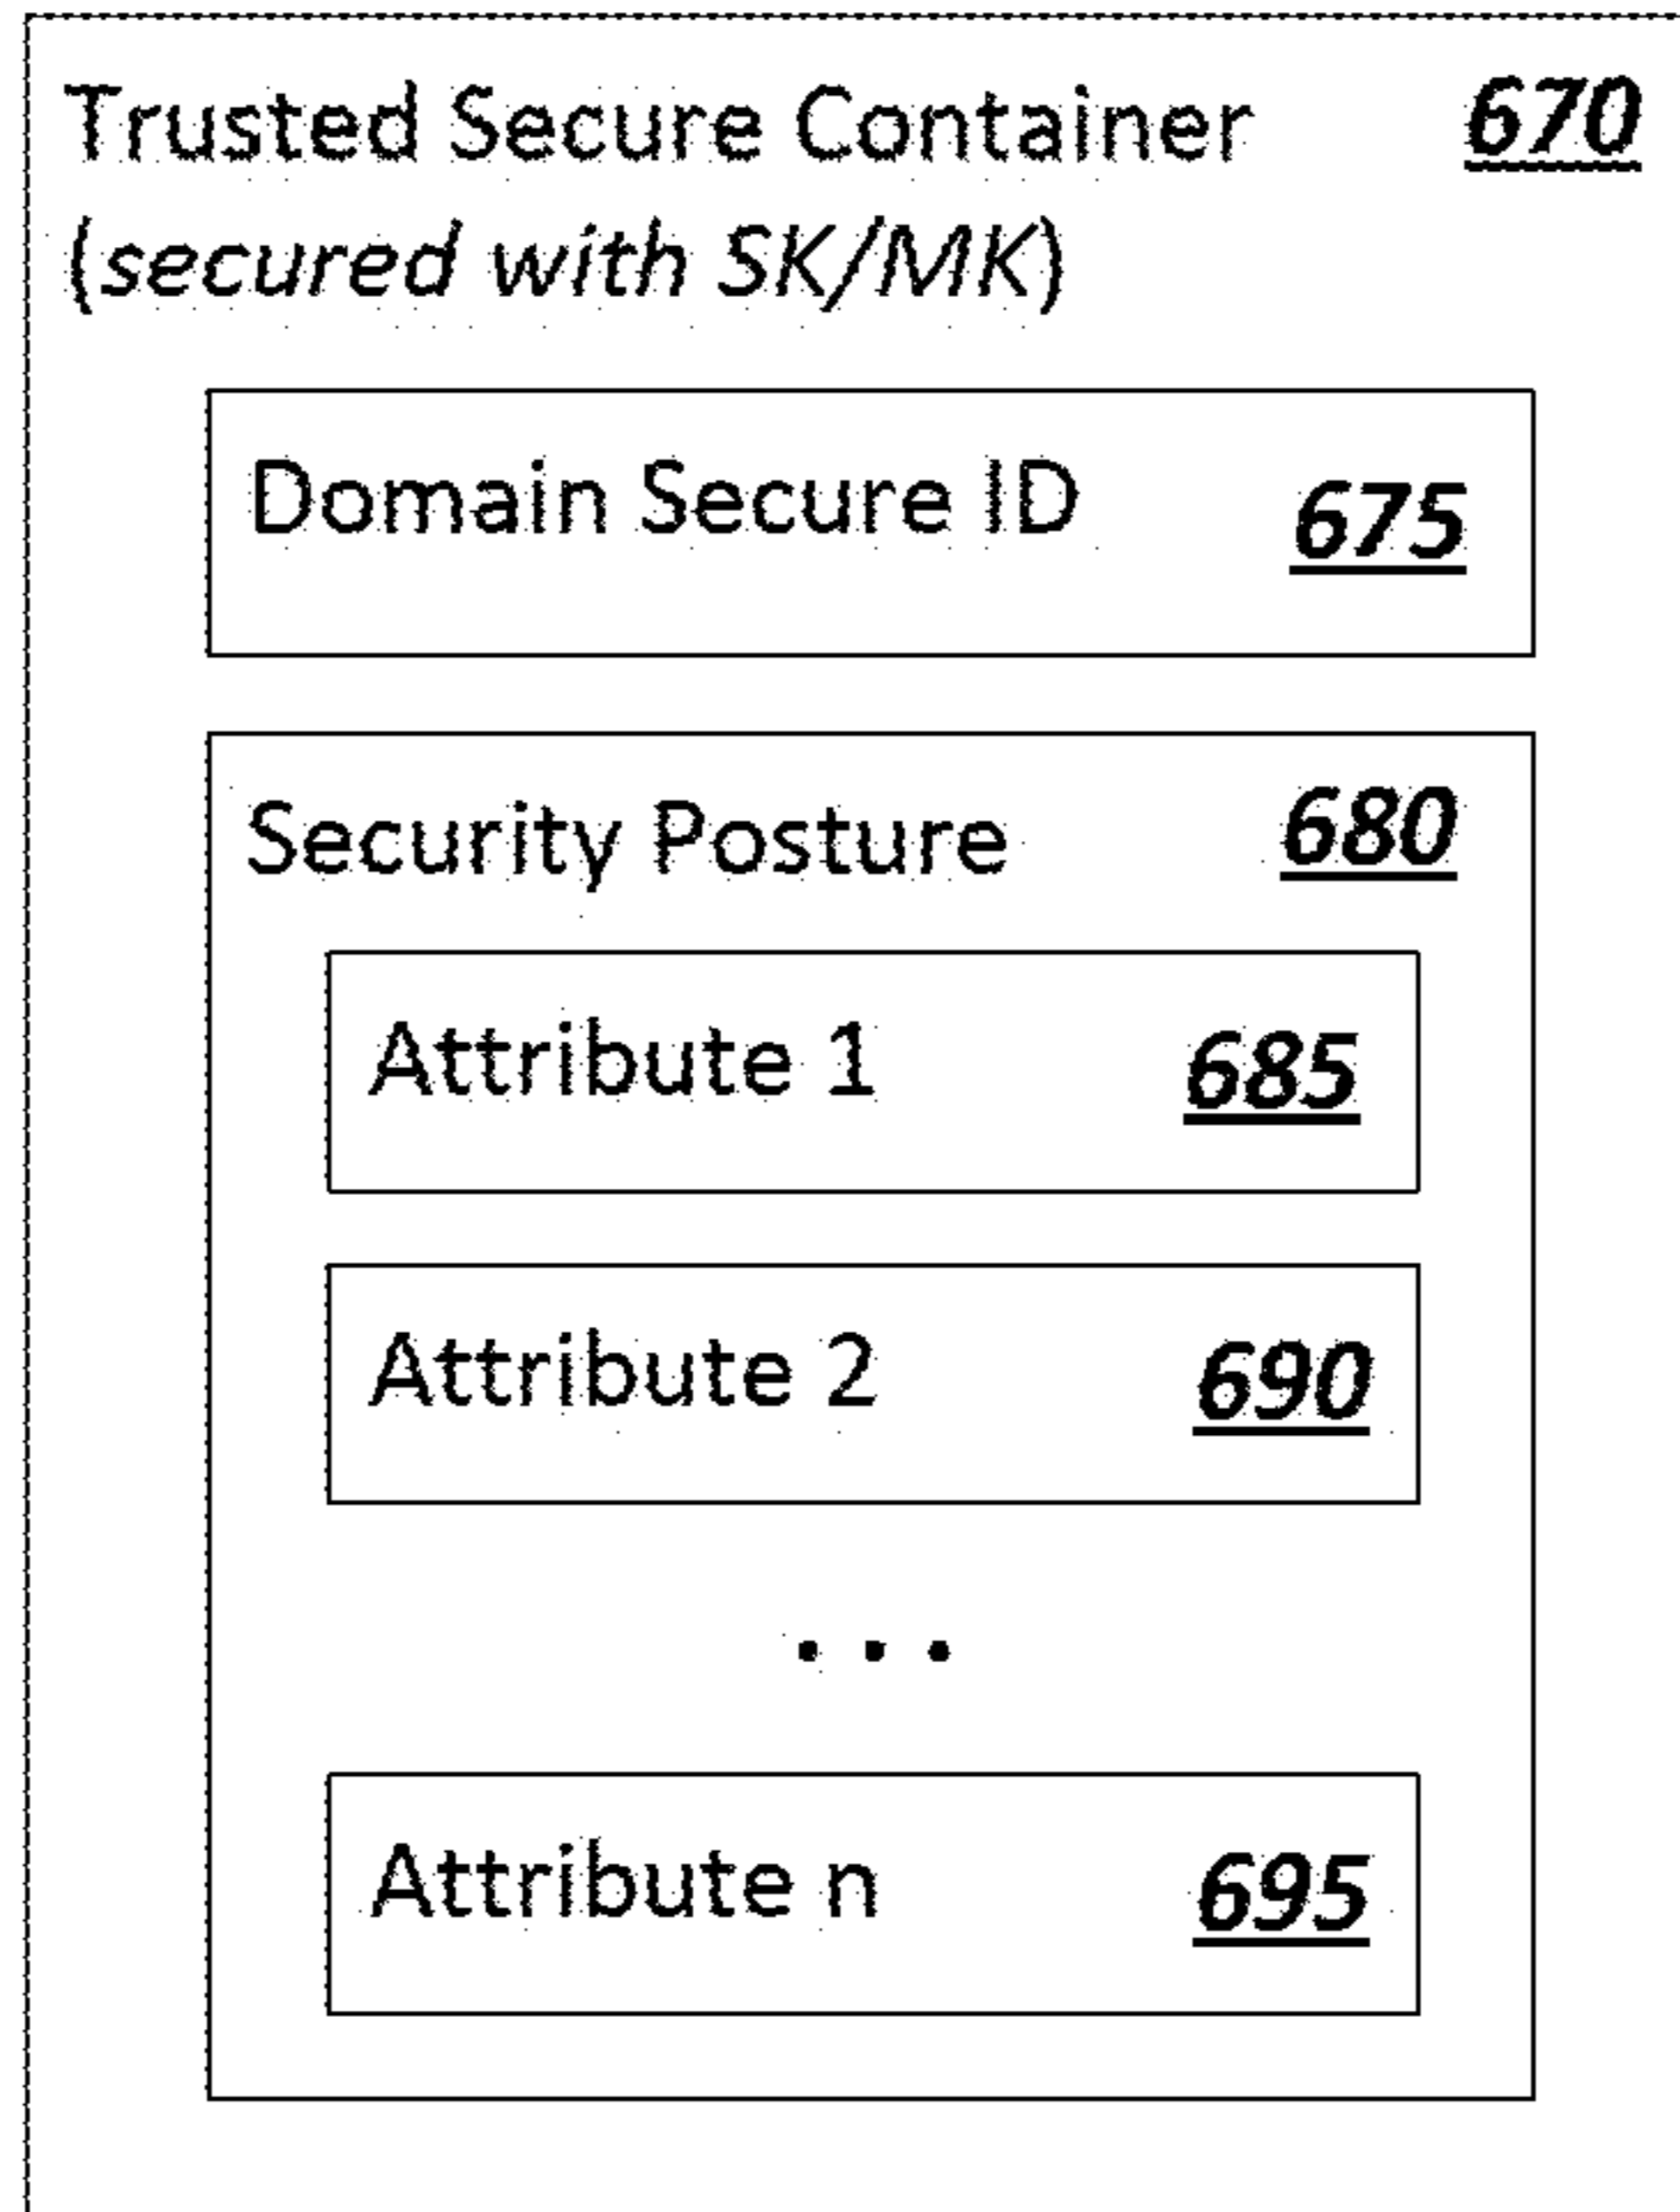 Trusted Secure Container 670
(secured with SK/MK)
Domain Secure ID 675
Security Posture 680
Attribute 1 685
Attribute 2 690
...
Attribute n 695